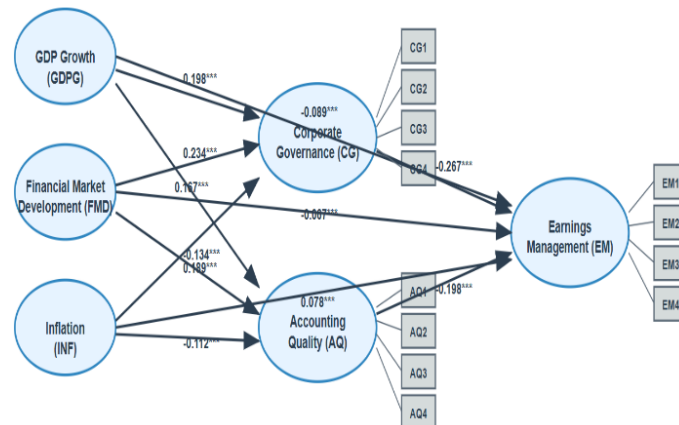 GDP Growth
(GDPG)
Financial Market
Development (FMD)
Inflation
(INF)
0.198***
-0.089***
0.234***
0.167***
-0.067***
-0.134***
0.189***
0.079***
-0.112***
-0.267***
-0.198***
Corporate
Governance (CG)
Accounting
Quality (AQ)
CG1
CG2
CG3
CG4
AQ1
AQ2
AQ3
AQ4
Earnings
Management (EM)
EM1
EM2
EM3
EM4